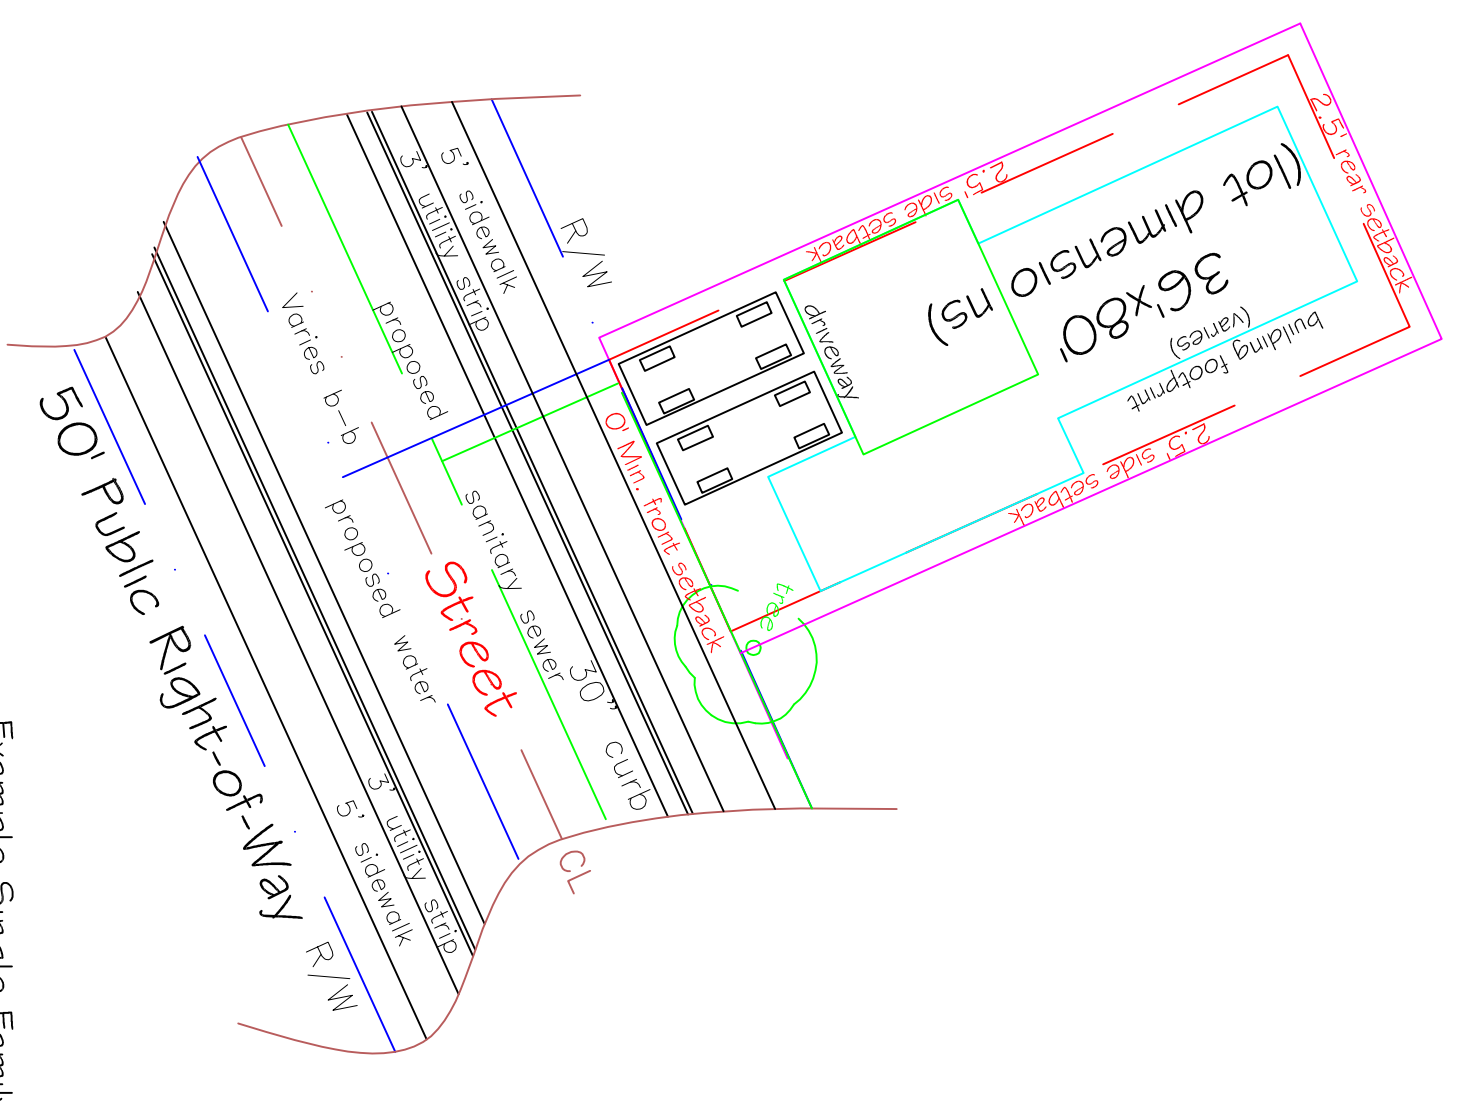 50' Public Right-of-Way
R/W
5' sidewalk
3' utility strip
Varies b-b
proposed water
Street
CL
proposed
sanitary sewer
30" curb
3' utility strip
5' sidewalk
R/W
0' Min. front setback
tree
driveway
2.5' side setback
36'x80'
(lot dimensio ns)
building footprint
(varies)
2.5' side setback
2.5' rear setback